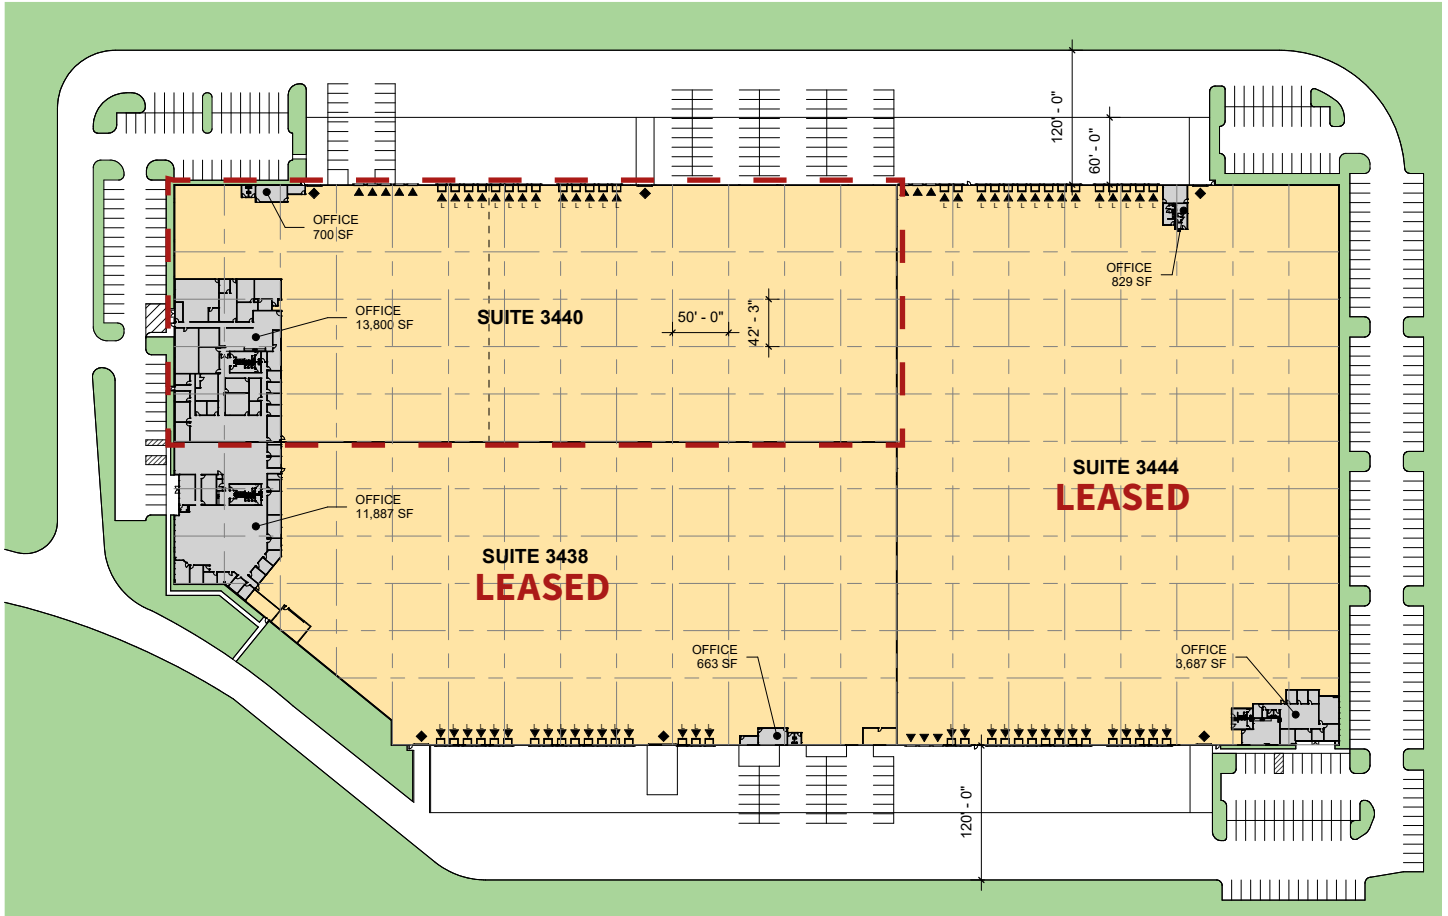 120' - 0"
60' - 0"
OFFICE
700 SF
OFFICE
829 SF
OFFICE
13,800 SF
SUITE 3440
50' - 0"
42' - 3"
SUITE 3444
LEASED
OFFICE
11,887 SF
SUITE 3438
LEASED
OFFICE
663 SF
OFFICE
3,687 SF
120' - 0"